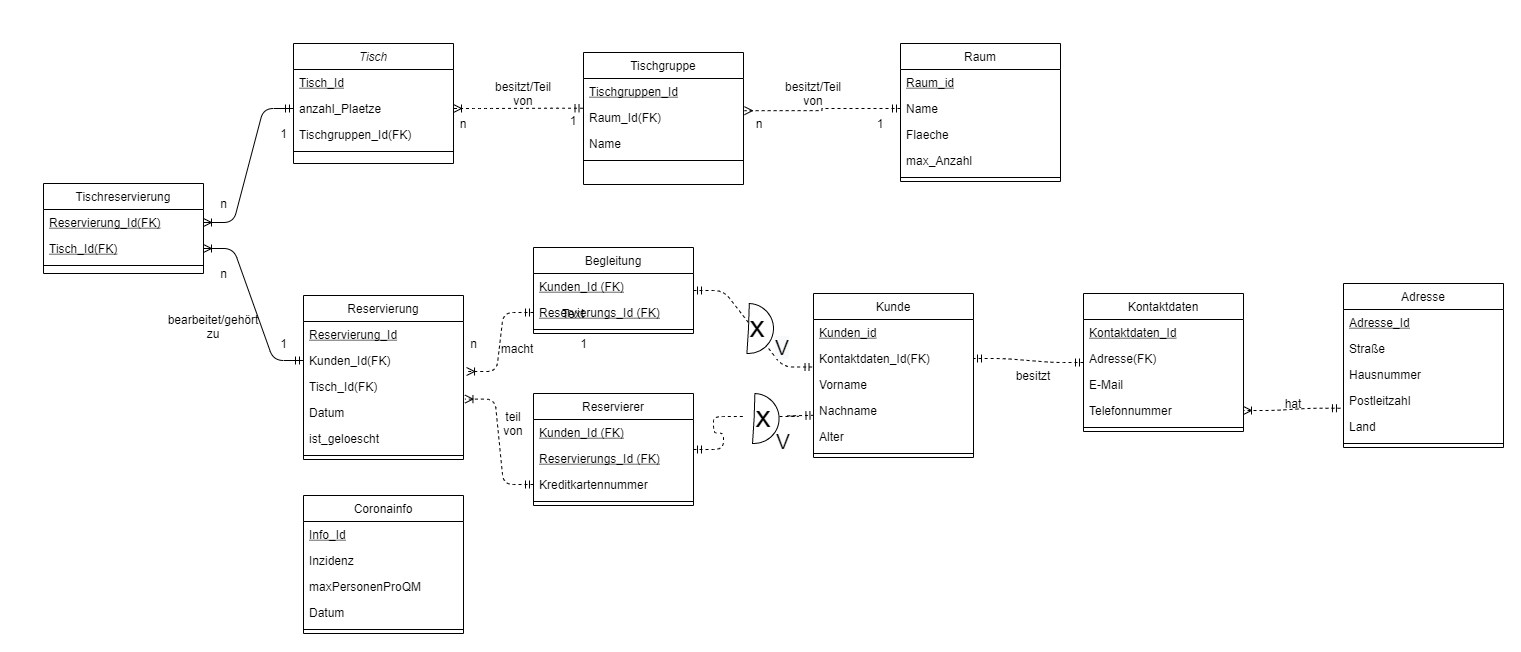 Tisch
Tisch_Id
anzahl_Plaetze
Tischgruppen_Id(FK)
besitzt/Teil
von
n
1
Tischgruppe
Tischgruppen_Id
Raum_Id(FK)
Name
besitzt/Teil
von
n
1
Raum
Raum_id
Name
Flaeche
max_Anzahl
1
n
Tischreservierung
Reservierung_Id(FK)
Tisch_Id(FK)
n
bearbeitet/gehört
zu
1
Reservierung
Reservierung_Id
Kunden_Id(FK)
Tisch_Id(FK)
Datum
ist_geloescht
n
macht
teil
von
Begleitung
Kunden_Id (FK)
Reservierungs_Id (FK)
Text
1
Reservierer
Kunden_Id (FK)
Reservierungs_Id (FK)
Kreditkartennummer
X
V
X
V
Kunde
Kunden_id
Kontaktdaten_Id(FK)
Vorname
Nachname
Alter
besitzt
Kontaktdaten
Kontaktdaten_Id
Adresse(FK)
E-Mail
Telefonnummer
hat
Adresse
Adresse_Id
Straße
Hausnummer
Postleitzahl
Land
Coronainfo
Info_Id
Inzidenz
maxPersonenProQM
Datum